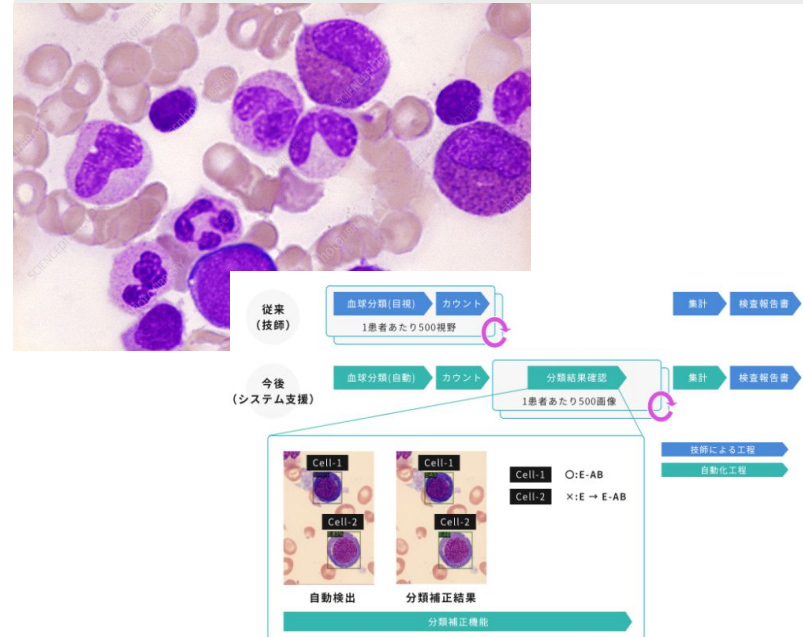 従来
(技師)
血球分類(目視)
カウント
1患者あたり500視野
集計
検査報告書
今後
(システム支援)
血球分類(自動)
カウント
分類結果確認
1患者あたり500画像
集計
検査報告書
技師による工程
自動化工程
Cell-1
Cell-2
自動検出
Cell-1
Cell-2
分類補正結果
Cell-1 〇:E-AB
Cell-2 ×:E → E-AB
分類補正機能